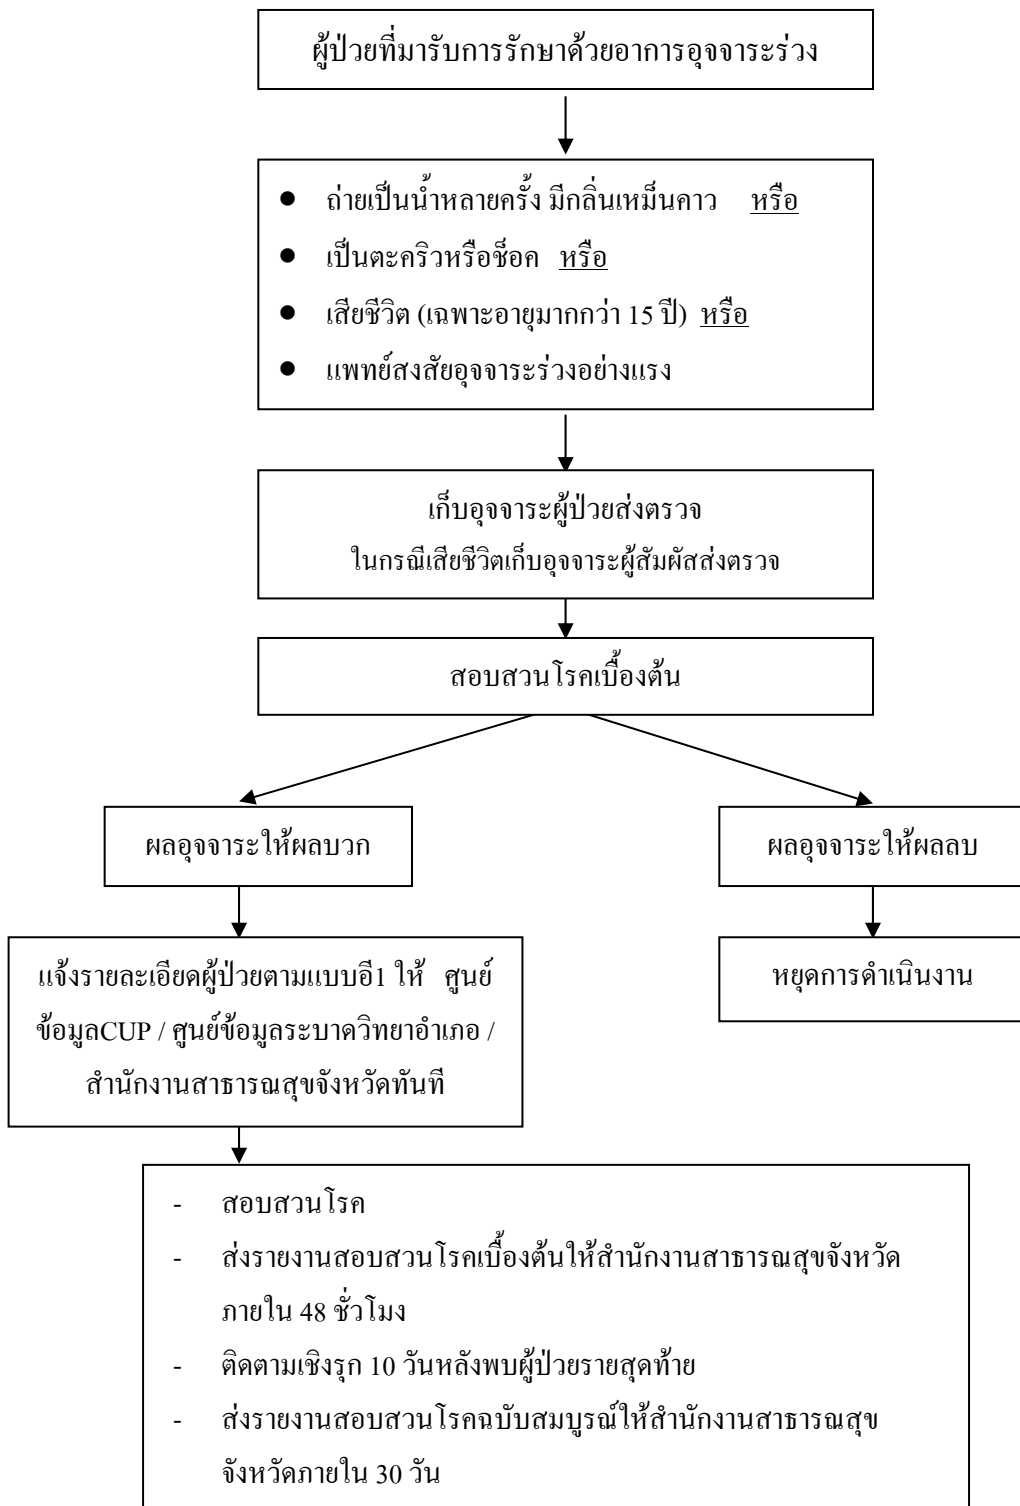 ผู้ป่วยที่มารับการรักษาด้วยอาการอุจจาระร่วง
● ถ่ายเป็นน้ำหลายครั้ง มีกลิ่นเหม็นคาว หรือ
● เป็นตะคริวหรือช็อค หรือ
● เสียชีวิต (เฉพาะอายุมากกว่า 15 ปี) หรือ
● แพทย์สงสัยอุจจาระร่วงอย่างแรง
เก็บอุจจาระผู้ป่วยส่งตรวจ
ในกรณีเสียชีวิตเก็บอุจจาระผู้สัมผัสส่งตรวจ
สอบสวนโรคเบื้องต้น
ผลอุจจาระให้ผลบวก
ผลอุจจาระให้ผลลบ
แจ้งรายละเอียดผู้ป่วยตามแบบอี1 ให้ ศูนย์
ข้อมูลCUP / ศูนย์ข้อมูลระบาดวิทยาอำเภอ /
สำนักงานสาธารณสุขจังหวัดทันที
หยุดการดำเนินงาน
- สอบสวนโรค
- ส่งรายงานสอบสวนโรคเบื้องต้นให้สำนักงานสาธารณสุขจังหวัด
ภายใน 48 ชั่วโมง
- ติดตามเชิงรุก 10 วันหลังพบผู้ป่วยรายสุดท้าย
- ส่งรายงานสอบสวนโรคฉบับสมบูรณ์ให้สำนักงานสาธารณสุข
จังหวัดภายใน 30 วัน